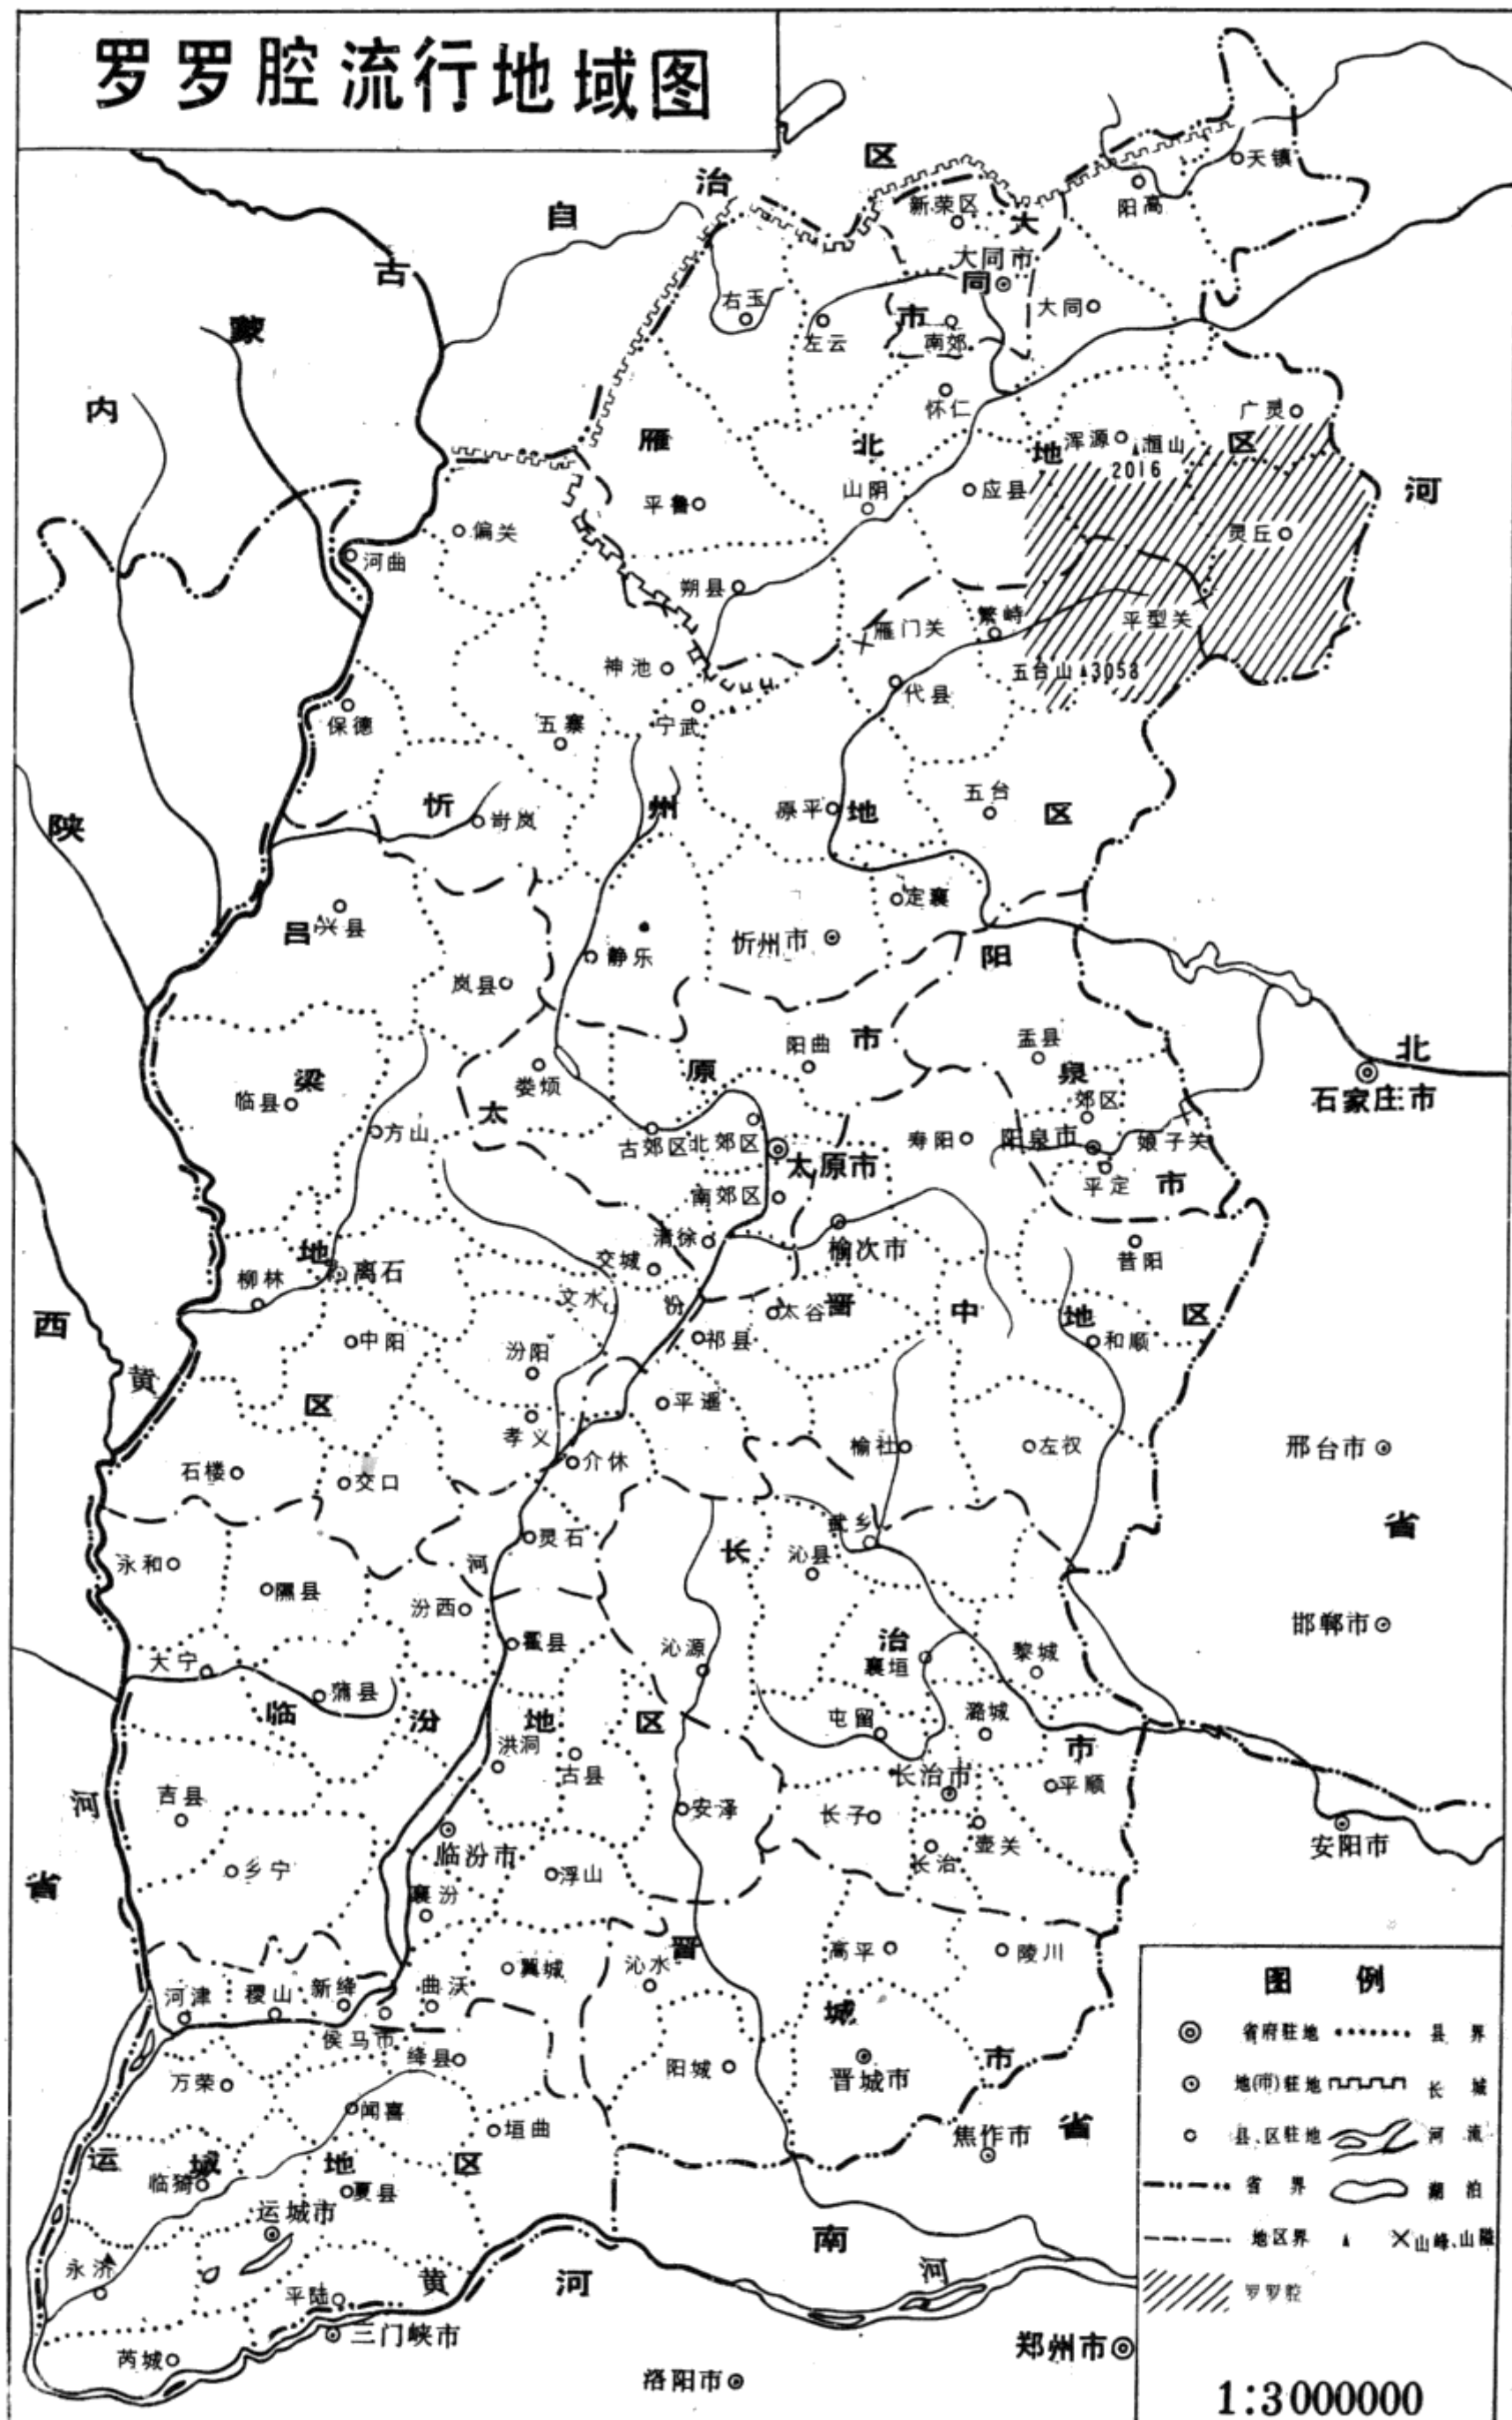 罗罗腔流行地域图
内
蒙
古
自
治
区
天镇
阳高
新荣区
大
大同市
同
市
右玉
左云
南郊
大同
怀仁
广灵
雁
北
地
区
浑源
恒山
2016
河
平鲁
山阴
应县
灵丘
偏关
河曲
朔县
雁门关
繁峙
平型关
神池
五台山
3058
代县
保德
五寨
宁武
忻
州
地
区
岢岚
原平
五台
陕
定襄
兴县
吕
静乐
忻州市
岚县
阳
阳曲
市
盂县
北
石家庄市
梁
临县
娄烦
原
泉
郊区
太
方山
古郊区
北郊区
太原市
寿阳
阳泉市
娘子关
南郊区
平定
市
清徐
榆次市
昔阳
地
离石
柳林
交城
文水
汾
太谷
晋
中
地
区
西
中阳
祁县
和顺
黄
汾阳
区
平遥
孝义
榆社
左权
邢台市
石楼
交口
介休
省
灵石
长
武乡
沁县
永和
隰县
河
汾西
邯郸市
霍县
沁源
治
襄垣
黎城
大宁
蒲县
临
汾
地
区
屯留
潞城
洪洞
古县
市
长治市
平顺
河
吉县
安泽
长子
壶关
安阳市
省
乡宁
临汾市
浮山
长治
襄汾
晋
高平
陵川
翼城
沁水
河津
稷山
新绛
曲沃
城
侯马市
绛县
阳城
晋城市
市
万荣
闻喜
垣曲
焦作市
省
运
城
地
区
临猗
夏县
运城市
南
永济
平陆
黄
河
河
三门峡市
芮城
洛阳市
郑州市
图 例
省府驻地 县 界
地(市)驻地 长 城
县、区驻地 河 流
省 界 湖 泊
地区界 山峰、山隘
罗罗腔
1:3000000